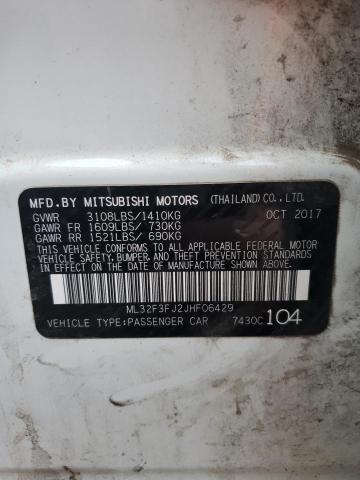 MFD.BY MITSUBISHI MOTORS (THAILAND)CO.,LTD.
GVWR 3108LBS/1410KG OCT 2017
GAWR FR 1609LBS/ 730KG
GAWR RR 1521LBS/ 690KG
THIS VEHICLE CONFORMS TO ALL APPLICABLE FEDERAL MOTOR
VEHICLE SAFETY, BUMPER, AND THEFT PREVENTION STANDARDS
IN EFFECT ON THE DATE OF MANUFACTURE SHOWN ABOVE.
ML32F3FJ2JHF06429
VEHICLE TYPE:PASSENGER CAR 7430C 104